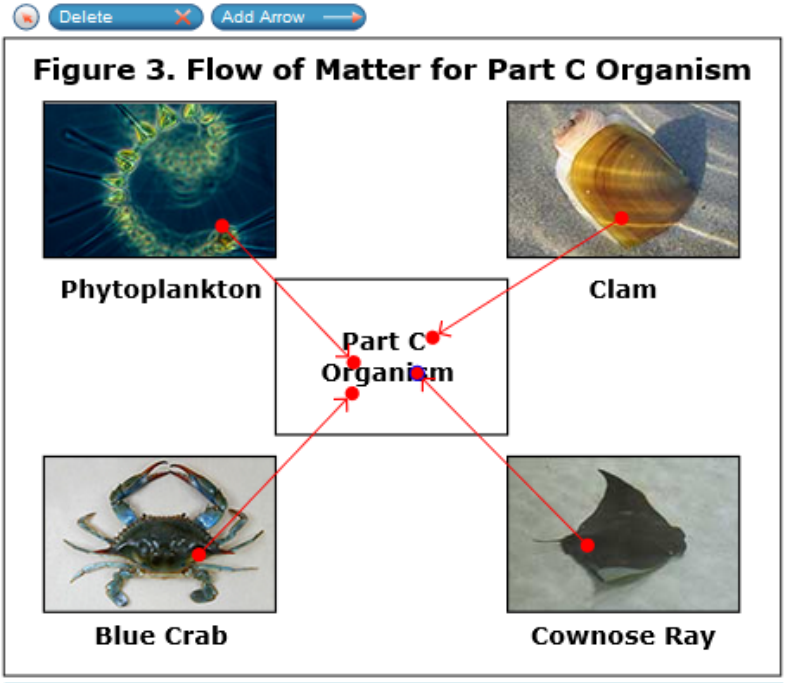 Delete
Add Arrow
Figure 3. Flow of Matter for Part C Organism
Phytoplankton
Clam
Part C
Organism
Blue Crab
Cownose Ray